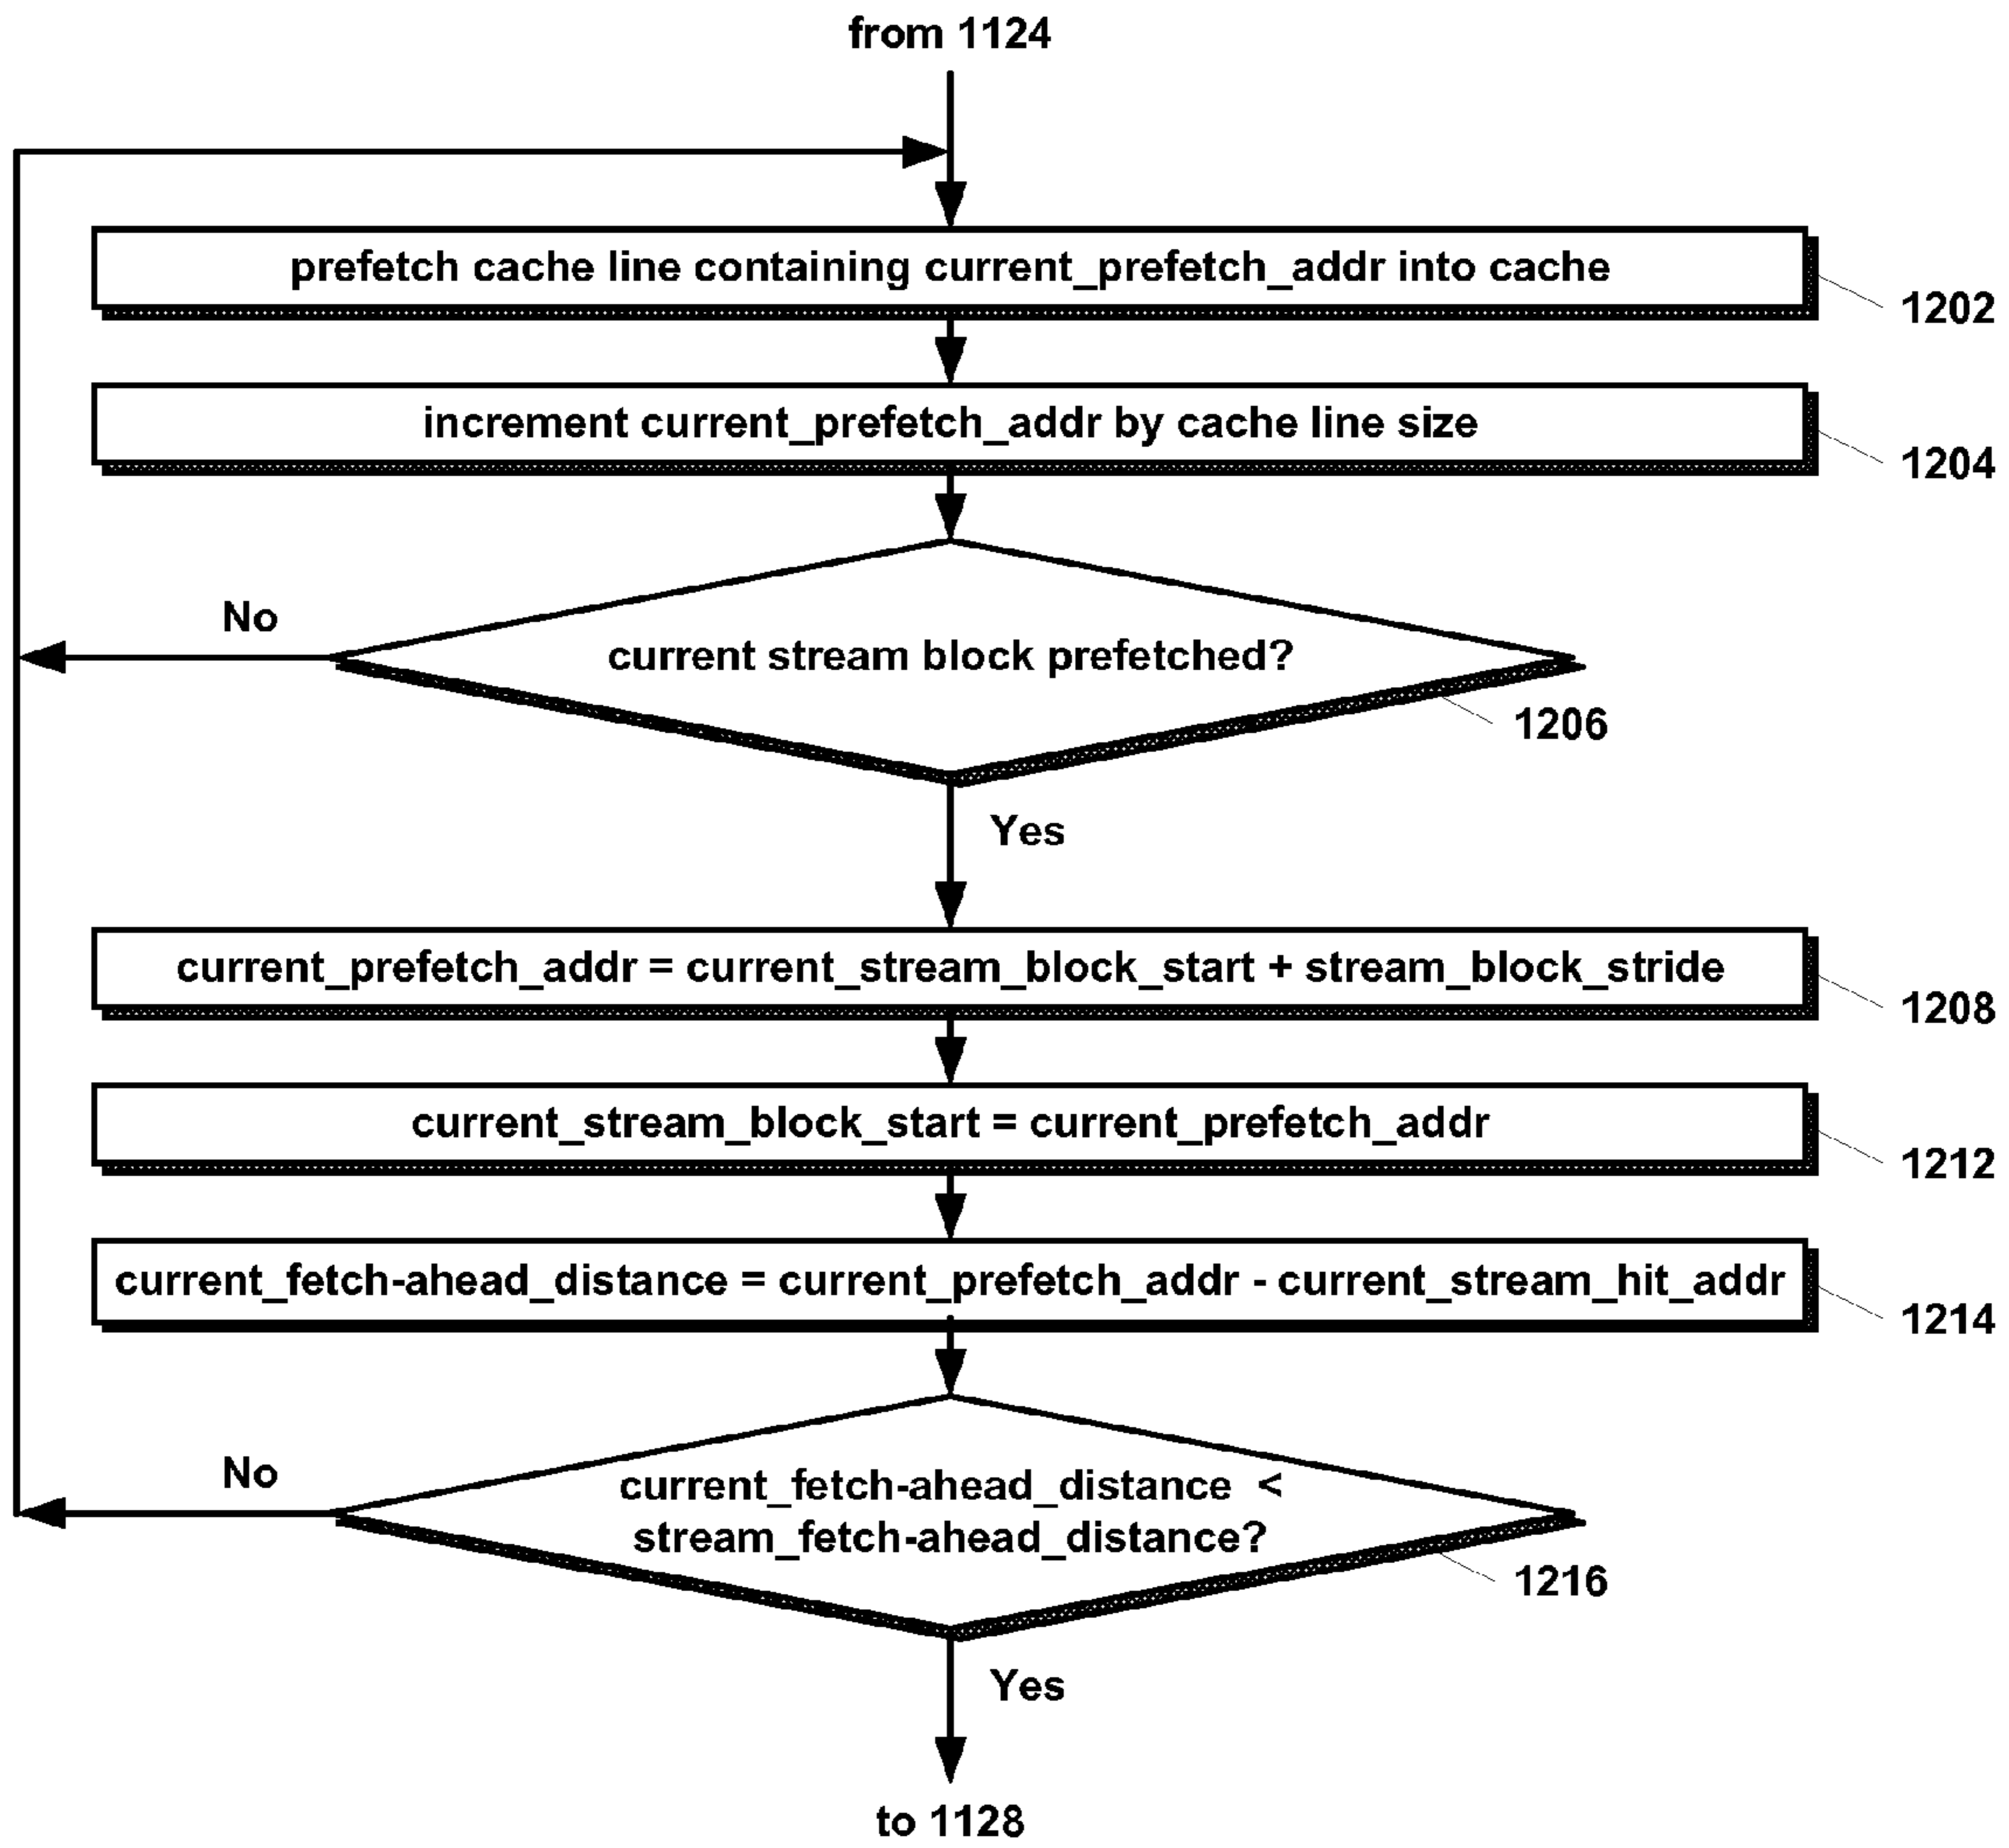 from 1124
prefetch cache line containing current_prefetch_addr into cache
1202
increment current_prefetch_addr by cache line size
1204
No
current stream block prefetched?
1206
Yes
current_prefetch_addr = current_stream_block_start + stream_block_stride
1208
current_stream_block_start = current_prefetch_addr
1212
current_fetch-ahead_distance = current_prefetch_addr - current_stream_hit_addr
1214
No
current_fetch-ahead_distance <
stream_fetch-ahead_distance?
1216
Yes
to 1128